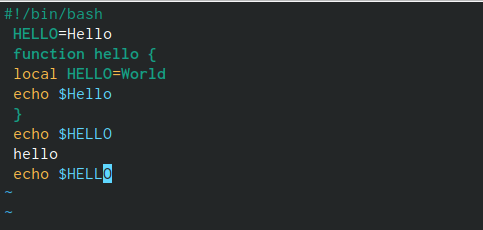 #!/bin/bash
HELLO=Hello
function hello {
local HELLO=World
echo $Hello
}
echo $HELLO
hello
echo $HELLO
~
~